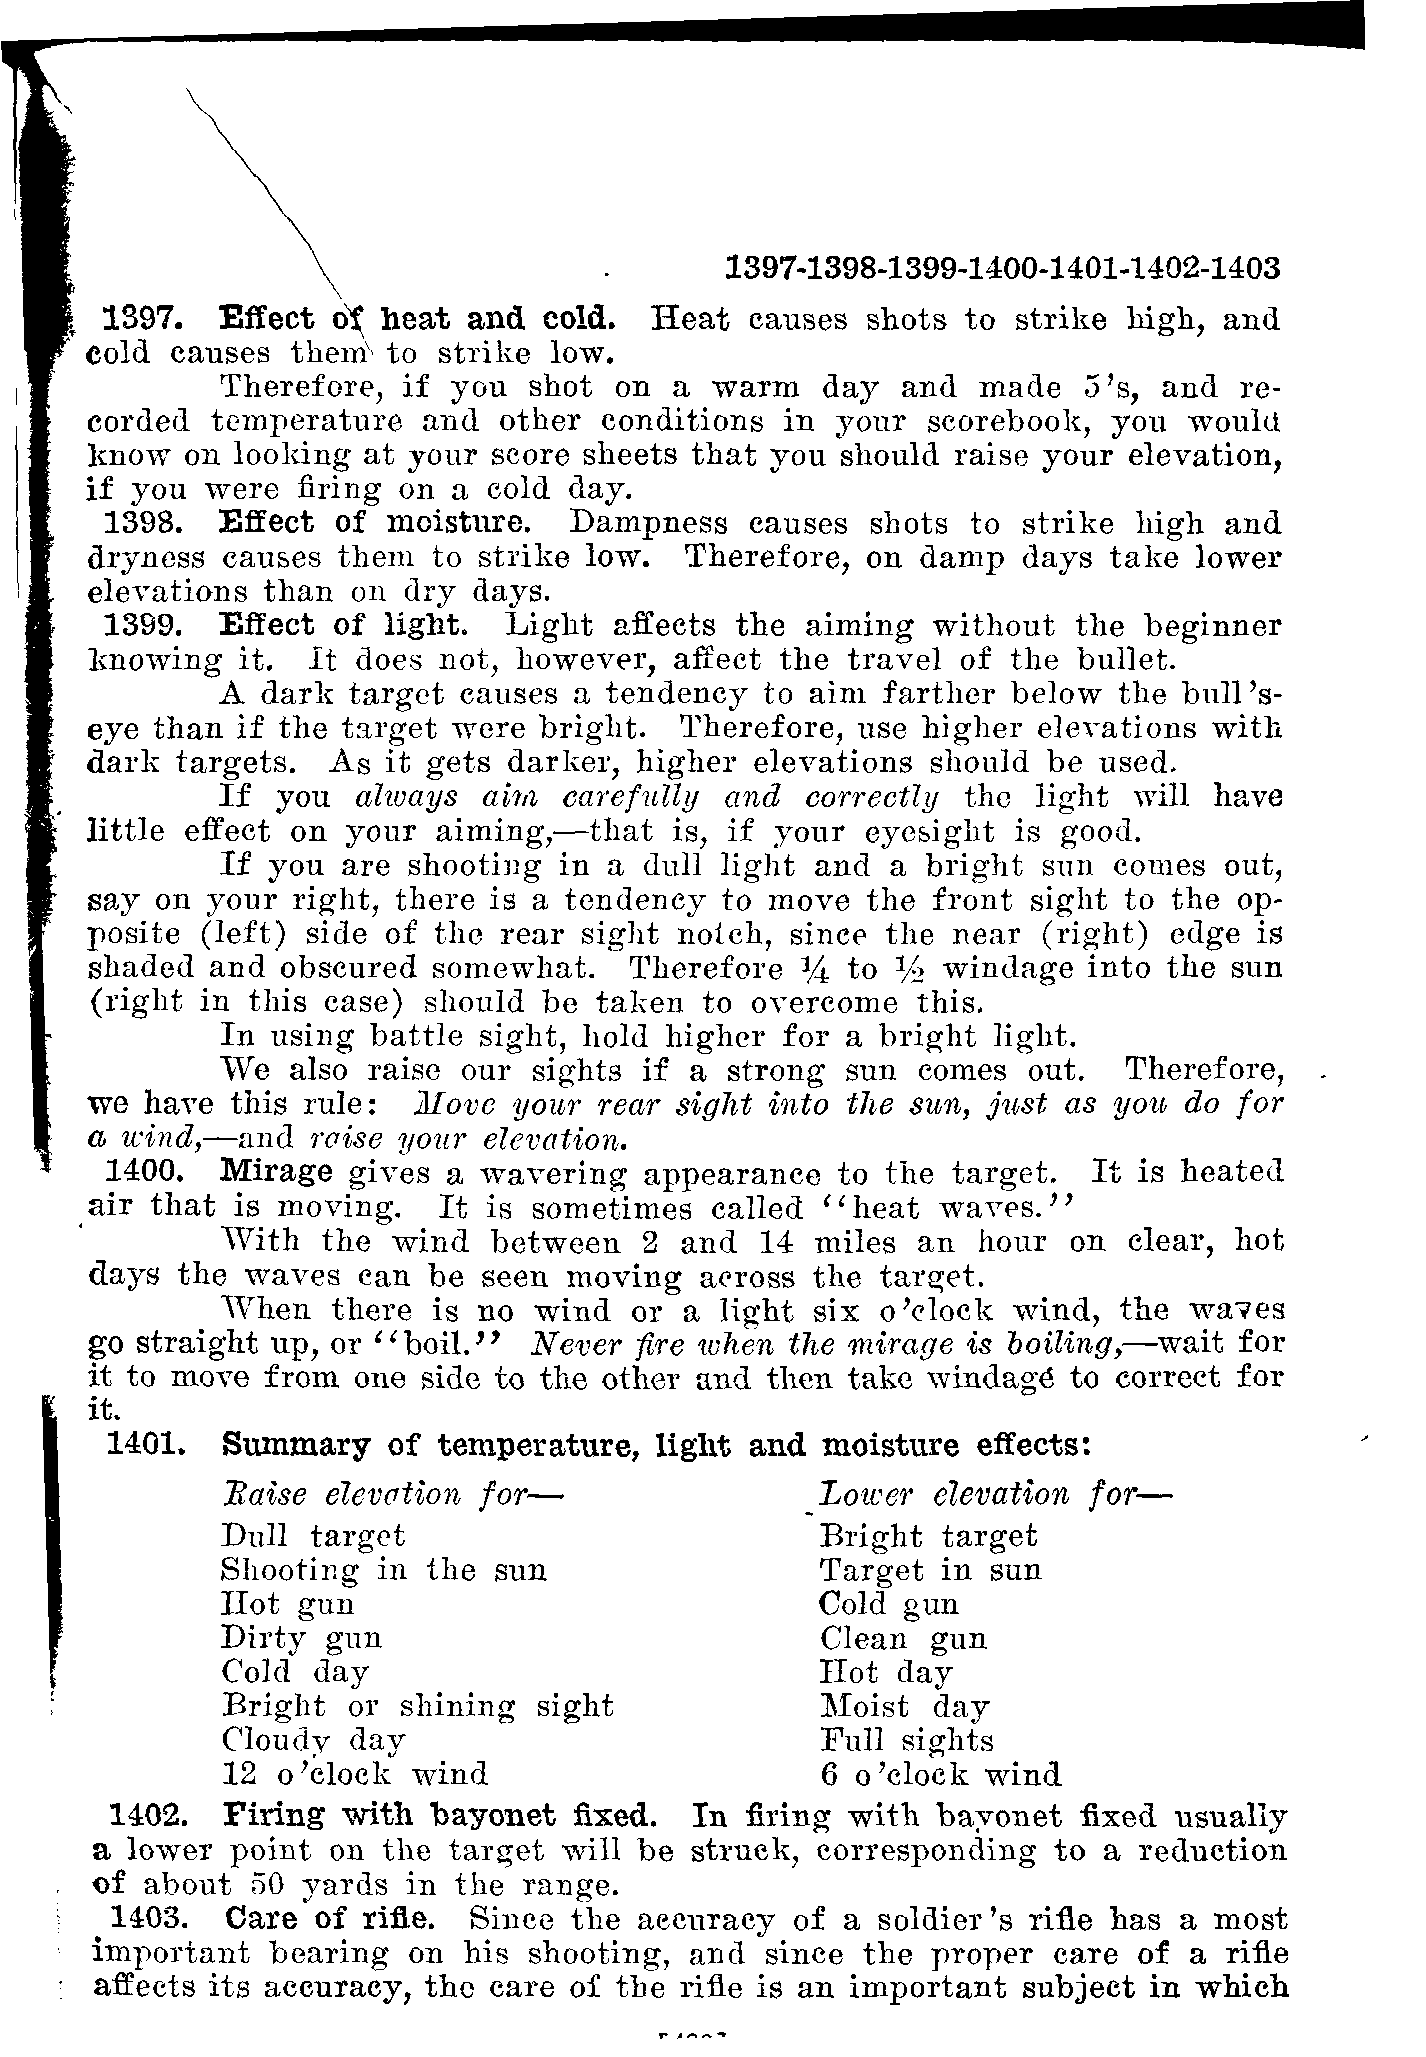 1397-1398-1399-1400-1401-1402-1403
1397. Effect of heat and cold. Heat causes shots to strike high, and
cold causes them to strike low.
Therefore, if you shot on a warm day and made 5's, and re-
corded temperature and other conditions in your scorebook, you would
know on looking at your score sheets that you should raise your elevation,
if you were firing on a cold day.
1398. Effect of moisture. Dampness causes shots to strike high and
dryness causes them to strike low. Therefore, on damp days take lower
elevations than on dry days.
1399. Effect of light. Light affects the aiming without the beginner
knowing it. It does not, however, affect the travel of the bullet.
A dark target causes a tendency to aim farther below the bull's-
eye than if the target were bright. Therefore, use higher elevations with
dark targets. As it gets darker, higher elevations should be used.
If you always aim carefully and correctly the light will have
little effect on your aiming,—that is, if your eyesight is good.
If you are shooting in a dull light and a bright sun comes out,
say on your right, there is a tendency to move the front sight to the op-
posite (left) side of the rear sight notch, since the near (right) edge is
shaded and obscured somewhat. Therefore ¼ to ½ windage into the sun
(right in this case) should be taken to overcome this.
In using battle sight, hold higher for a bright light.
We also raise our sights if a strong sun comes out. Therefore,
we have this rule: Move your rear sight into the sun, just as you do for
a wind,—and raise your elevation.
1400. Mirage gives a wavering appearance to the target. It is heated
air that is moving. It is sometimes called "heat waves."
With the wind between 2 and 14 miles an hour on clear, hot
days the waves can be seen moving across the target.
When there is no wind or a light six o'clock wind, the waves
go straight up, or "boil." Never fire when the mirage is boiling,—wait for
it to move from one side to the other and then take windage to correct for
it.
1401. Summary of temperature, light and moisture effects:
Raise elevation for—
Dull target
Shooting in the sun
Hot gun
Dirty gun
Cold day
Bright or shining sight
Cloudy day
12 o'clock wind
Lower elevation for—
Bright target
Target in sun
Cold gun
Clean gun
Hot day
Moist day
Full sights
6 o'clock wind
1402. Firing with bayonet fixed. In firing with bayonet fixed usually
a lower point on the target will be struck, corresponding to a reduction
of about 50 yards in the range.
1403. Care of rifle. Since the accuracy of a soldier's rifle has a most
important bearing on his shooting, and since the proper care of a rifle
affects its accuracy, the care of the rifle is an important subject in which